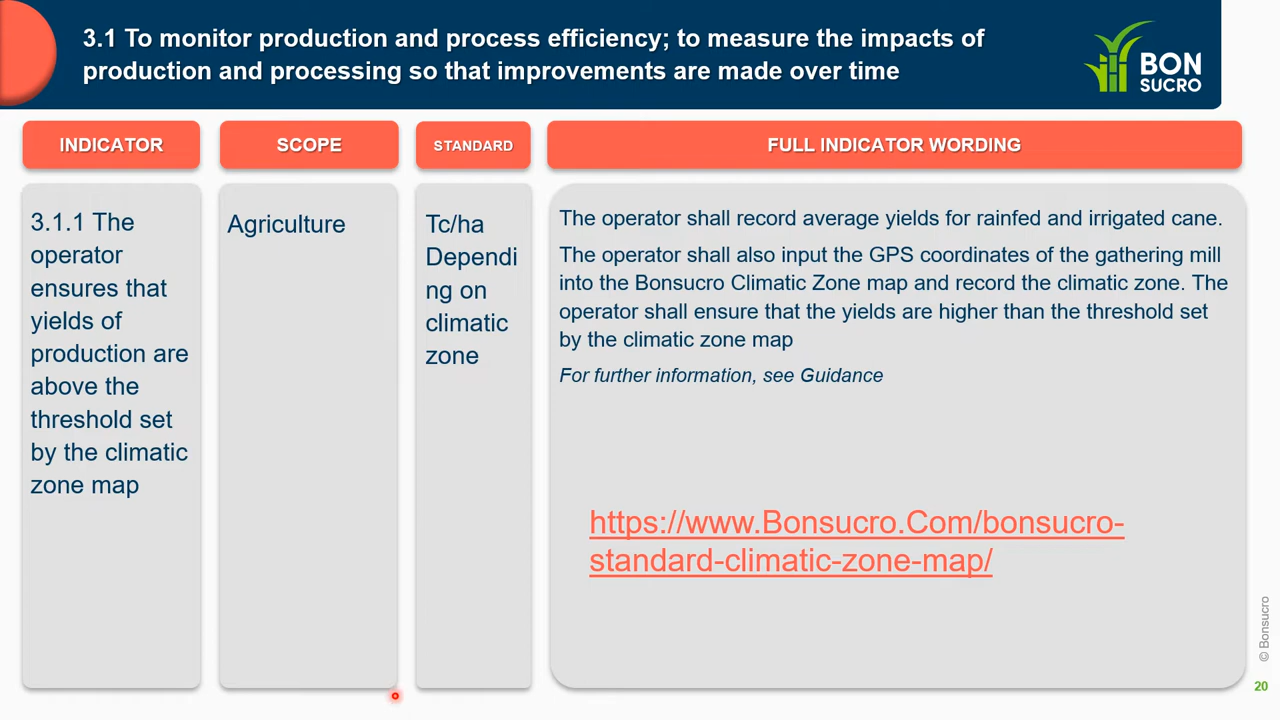 3.1 To monitor production and process efficiency; to measure the impacts of
production and processing so that improvements are made over time
BON
SUCRO
INDICATOR
SCOPE
STANDARD
FULL INDICATOR WORDING
3.1.1 The
operator
ensures that
yields of
production are
above the
threshold set
by the climatic
zone map
Agriculture
Tc/ha
Dependi
ng on
climatic
zone
The operator shall record average yields for rainfed and irrigated cane.
The operator shall also input the GPS coordinates of the gathering mill
into the Bonsucro Climatic Zone map and record the climatic zone. The
operator shall ensure that the yields are higher than the threshold set
by the climatic zone map
For further information, see Guidance
https://www.Bonsucro.Com/bonsucro-
standard-climatic-zone-map/
© Bonsucro
20